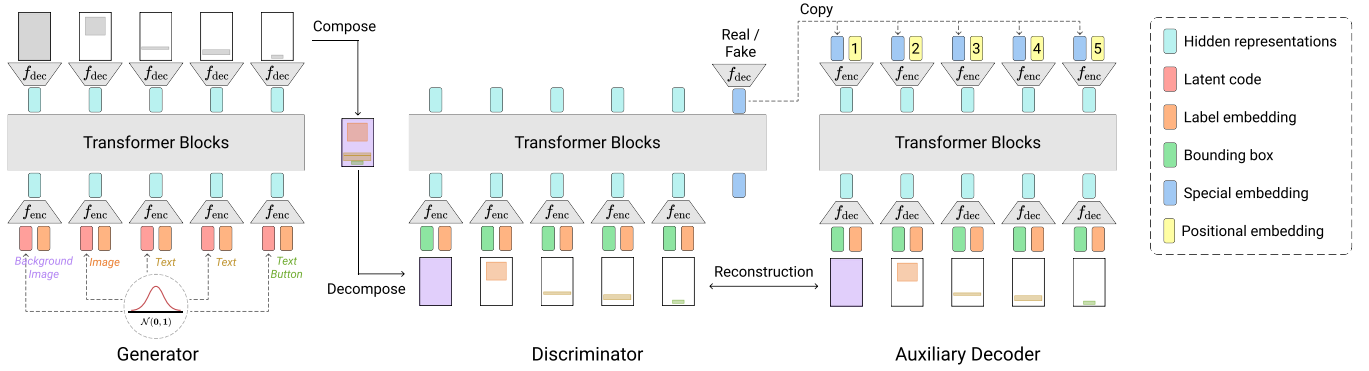 f_dec f_dec f_dec f_dec f_dec
Transformer Blocks
f_enc f_enc f_enc f_enc f_enc
Background
Image
Image
Text
Text
Text
Button
N(0, 1)
Generator
Compose
Decompose
Real /
Fake
f_dec
Transformer Blocks
f_enc f_enc f_enc f_enc f_enc
Discriminator
Reconstruction
Copy
1 2 3 4 5
f_enc f_enc f_enc f_enc f_enc
Transformer Blocks
f_dec f_dec f_dec f_dec f_dec
Auxiliary Decoder
Hidden representations
Latent code
Label embedding
Bounding box
Special embedding
Positional embedding